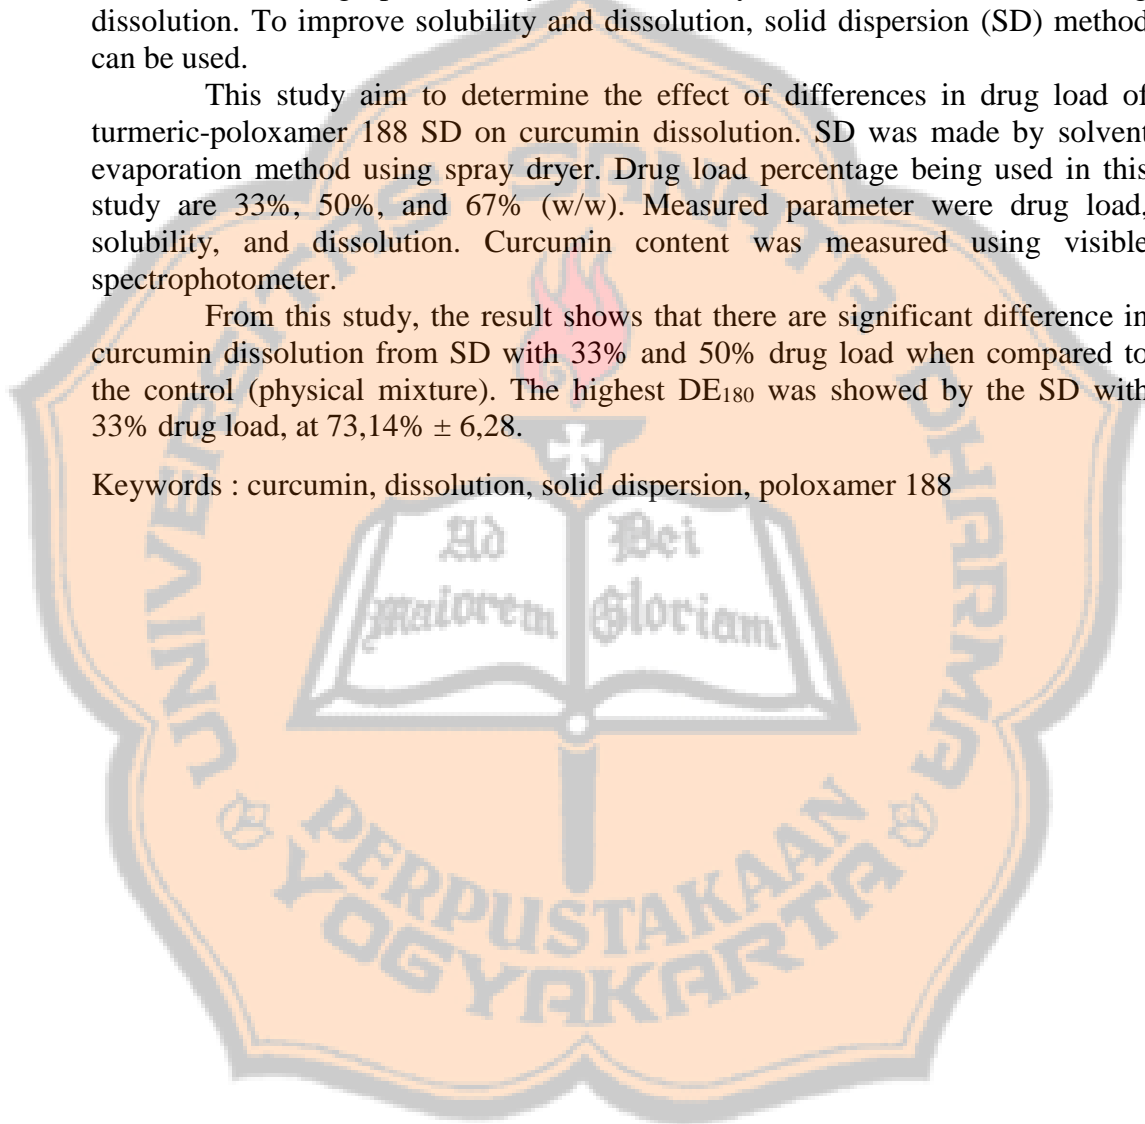 dissolution. To improve solubility and dissolution, solid dispersion (SD) method
can be used.
This study aim to determine the effect of differences in drug load of
turmeric-poloxamer 188 SD on curcumin dissolution. SD was made by solvent
evaporation method using spray dryer. Drug load percentage being used in this
study are 33%, 50%, and 67% (w/w). Measured parameter were drug load,
solubility, and dissolution. Curcumin content was measured using visible
spectrophotometer.
From this study, the result shows that there are significant difference in
curcumin dissolution from SD with 33% and 50% drug load when compared to
the control (physical mixture). The highest DE180 was showed by the SD with
33% drug load, at 73,14% ± 6,28.
Keywords : curcumin, dissolution, solid dispersion, poloxamer 188
UNIVERSITAS SANATA DHARMA
Ad Dei
Maiorem Gloriam
PERPUSTAKAAN
YOGYAKARTA